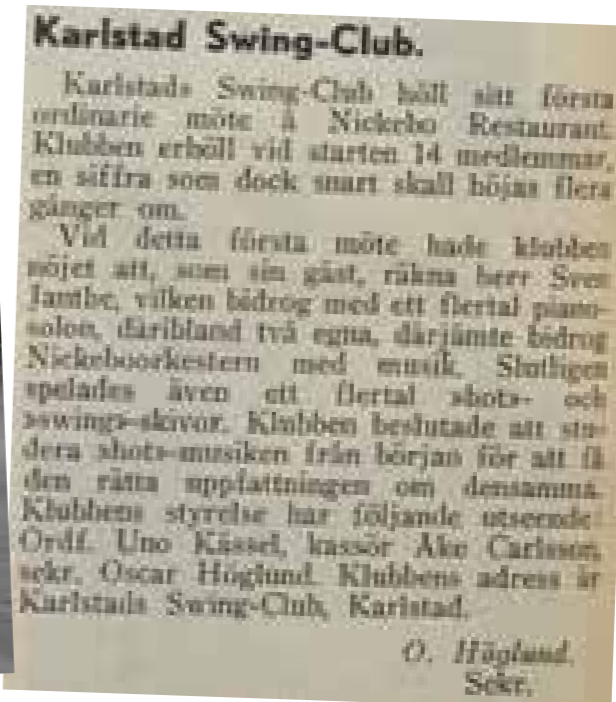 Karlstad Swing-Club.
Karlstads Swing-Club höll sitt första
ordinarie möte å Nickebo Restaurant.
Klubben erhöll vid starten 14 medlemmar,
en siffra som dock snart skall höjas flera
gånger om.
Vid detta första möte hade klubben
nöjet att, som sin gäst, räkna herr Sven
vilken bidrog med ett flertal piano-
solon, däribland två egna, därjämte bidrog
Nickeboorkestern med musik. Slutligen
spelades även ett flertal »hot»- och
»swing»-skivor. Klubben beslutade att stu-
dera »hot»-musiken från början för att få
den rätta uppfattningen om densamma.
Klubbens styrelse har följande utseende:
Ordf. Uno Kässel, kassör Åke Carlsson,
sekr. Oscar Höglund. Klubbens adress är
Karlstads Swing-Club, Karlstad.
O. Höglund.
Sekr.